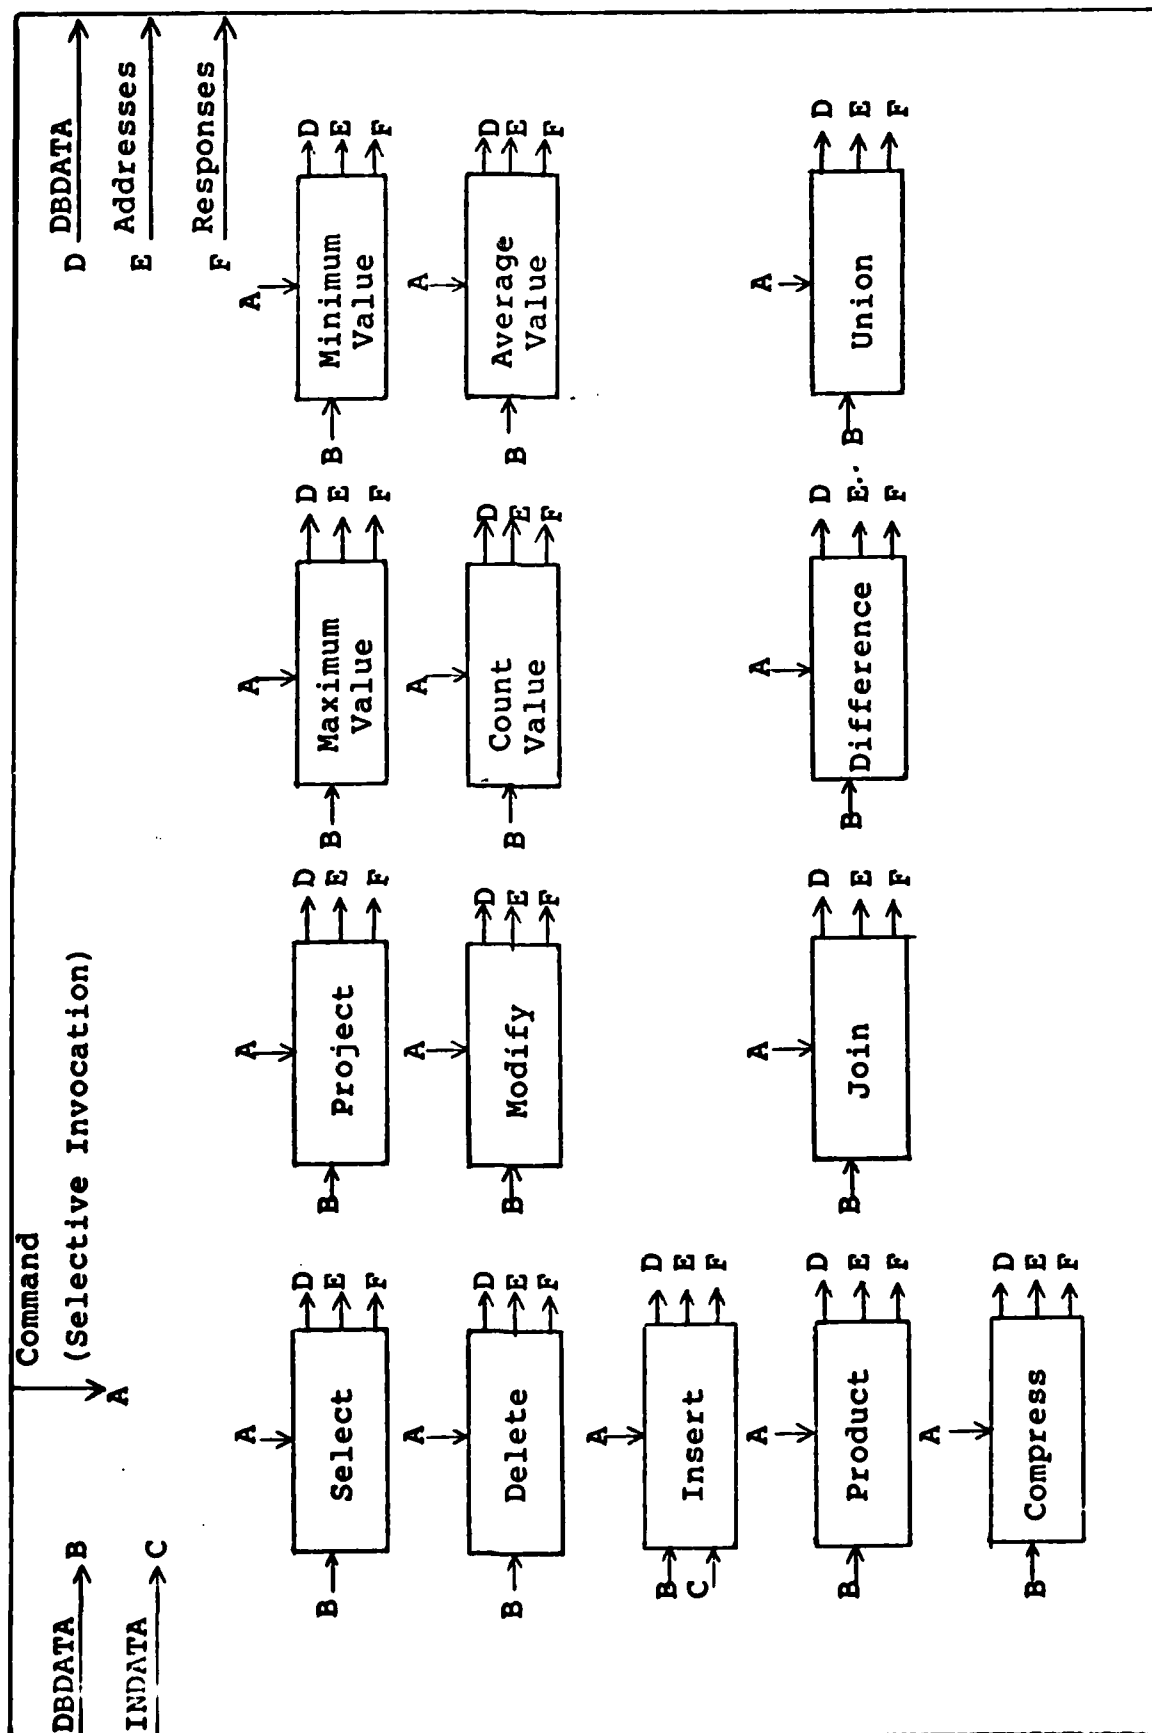 DBDATA B
INDATA C
Command
(Selective Invocation)
A
D DBDATA
E Addresses
F Responses
A
B
Select
D
E
F
A
B
Project
D
E
F
A
B
Maximum
Value
D
E
F
A
B
Minimum
Value
D
E
F
A
B
Delete
D
E
F
A
B
Modify
D
E
F
A
B
Count
Value
D
E
F
A
B
Average
Value
D
E
F
A
B
C
Insert
D
E
F
A
B
Product
D
E
F
A
B
Join
D
E
F
A
B
Difference
D
E
F
A
B
Union
D
E
F
A
B
Compress
D
E
F